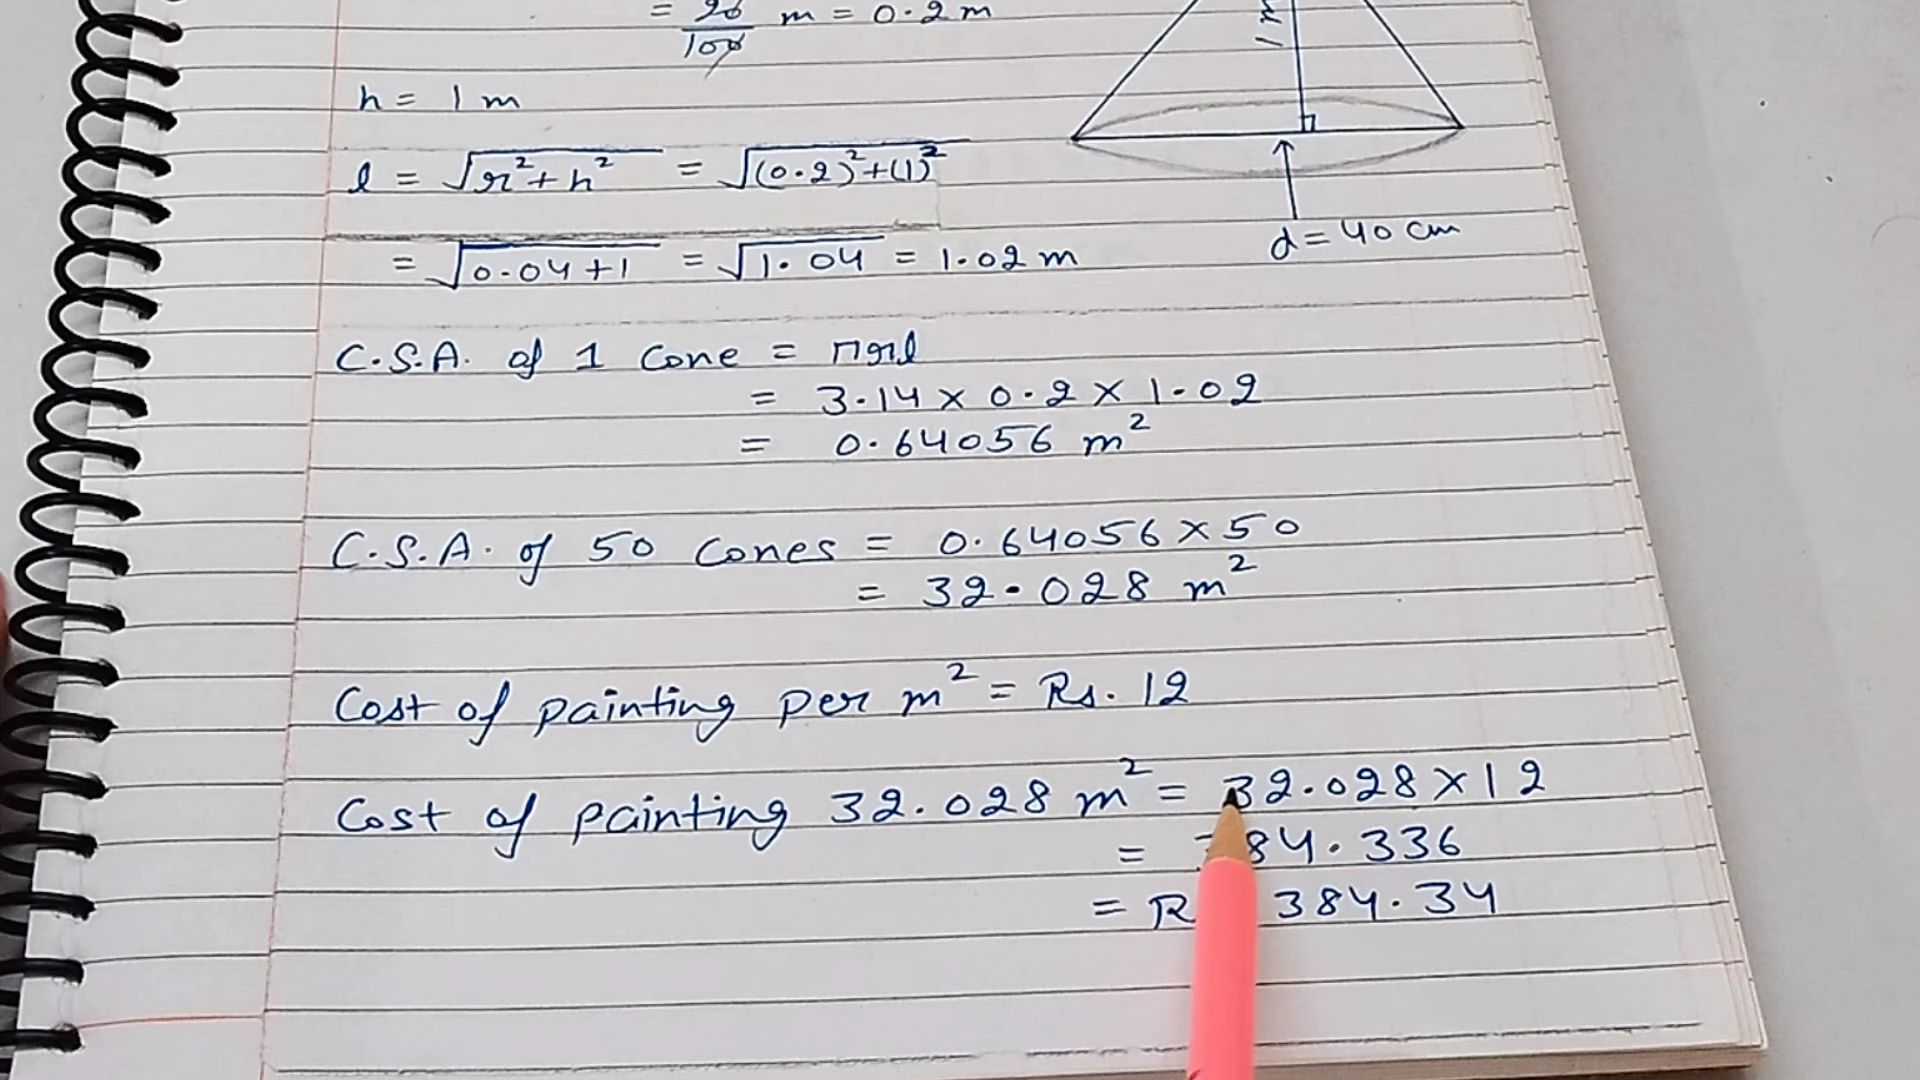 = 20/100 m = 0.2 m
h = 1 m
l = √(r² + h²) = √((0.2)² + (1)²)
= √(0.04 + 1) = √1.04 = 1.02 m
d = 40 cm
C.S.A. of 1 Cone = πrl
= 3.14 × 0.2 × 1.02
= 0.64056 m²
C.S.A. of 50 Cones = 0.64056 × 50
= 32.028 m²
Cost of painting per m² = Rs. 12
Cost of painting 32.028 m² = 32.028 × 12
= 84.336
= R 384.34